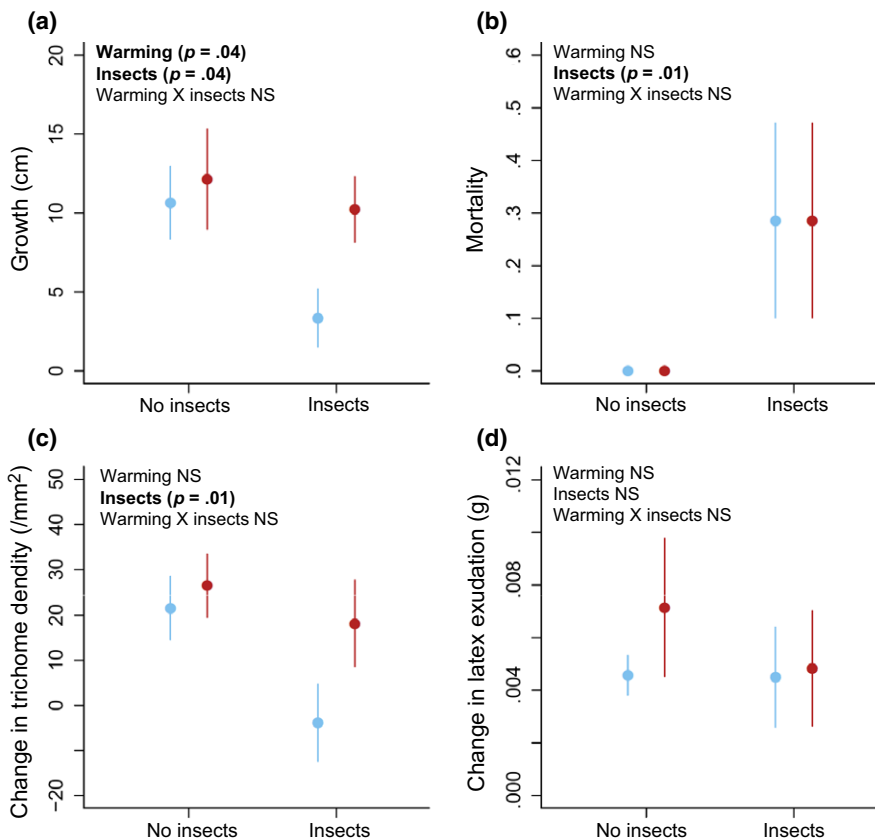 (a)
Warming (p = .04)
Insects (p = .04)
Warming X insects NS
Growth (cm)
20
15
10
5
0
No insects
Insects
(b)
Warming NS
Insects (p = .01)
Warming X insects NS
Mortality
.6
.5
.4
.3
.2
.1
.0
No insects
Insects
(c)
Warming NS
Insects (p = .01)
Warming X insects NS
Change in trichome dendity (/mm²)
50
40
30
20
10
0
−20
No insects
Insects
(d)
Warming NS
Insects NS
Warming X insects NS
Change in latex exudation (g)
.012
.008
.004
.000
No insects
Insects